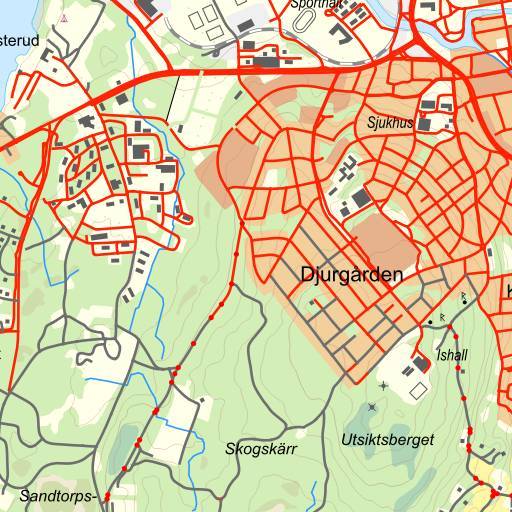 Sporthall
sterud
Sjukhus
Djurgården
K
R
R
Ishall
t
Utsiktsberget
Skogskärr
Sandtorps-